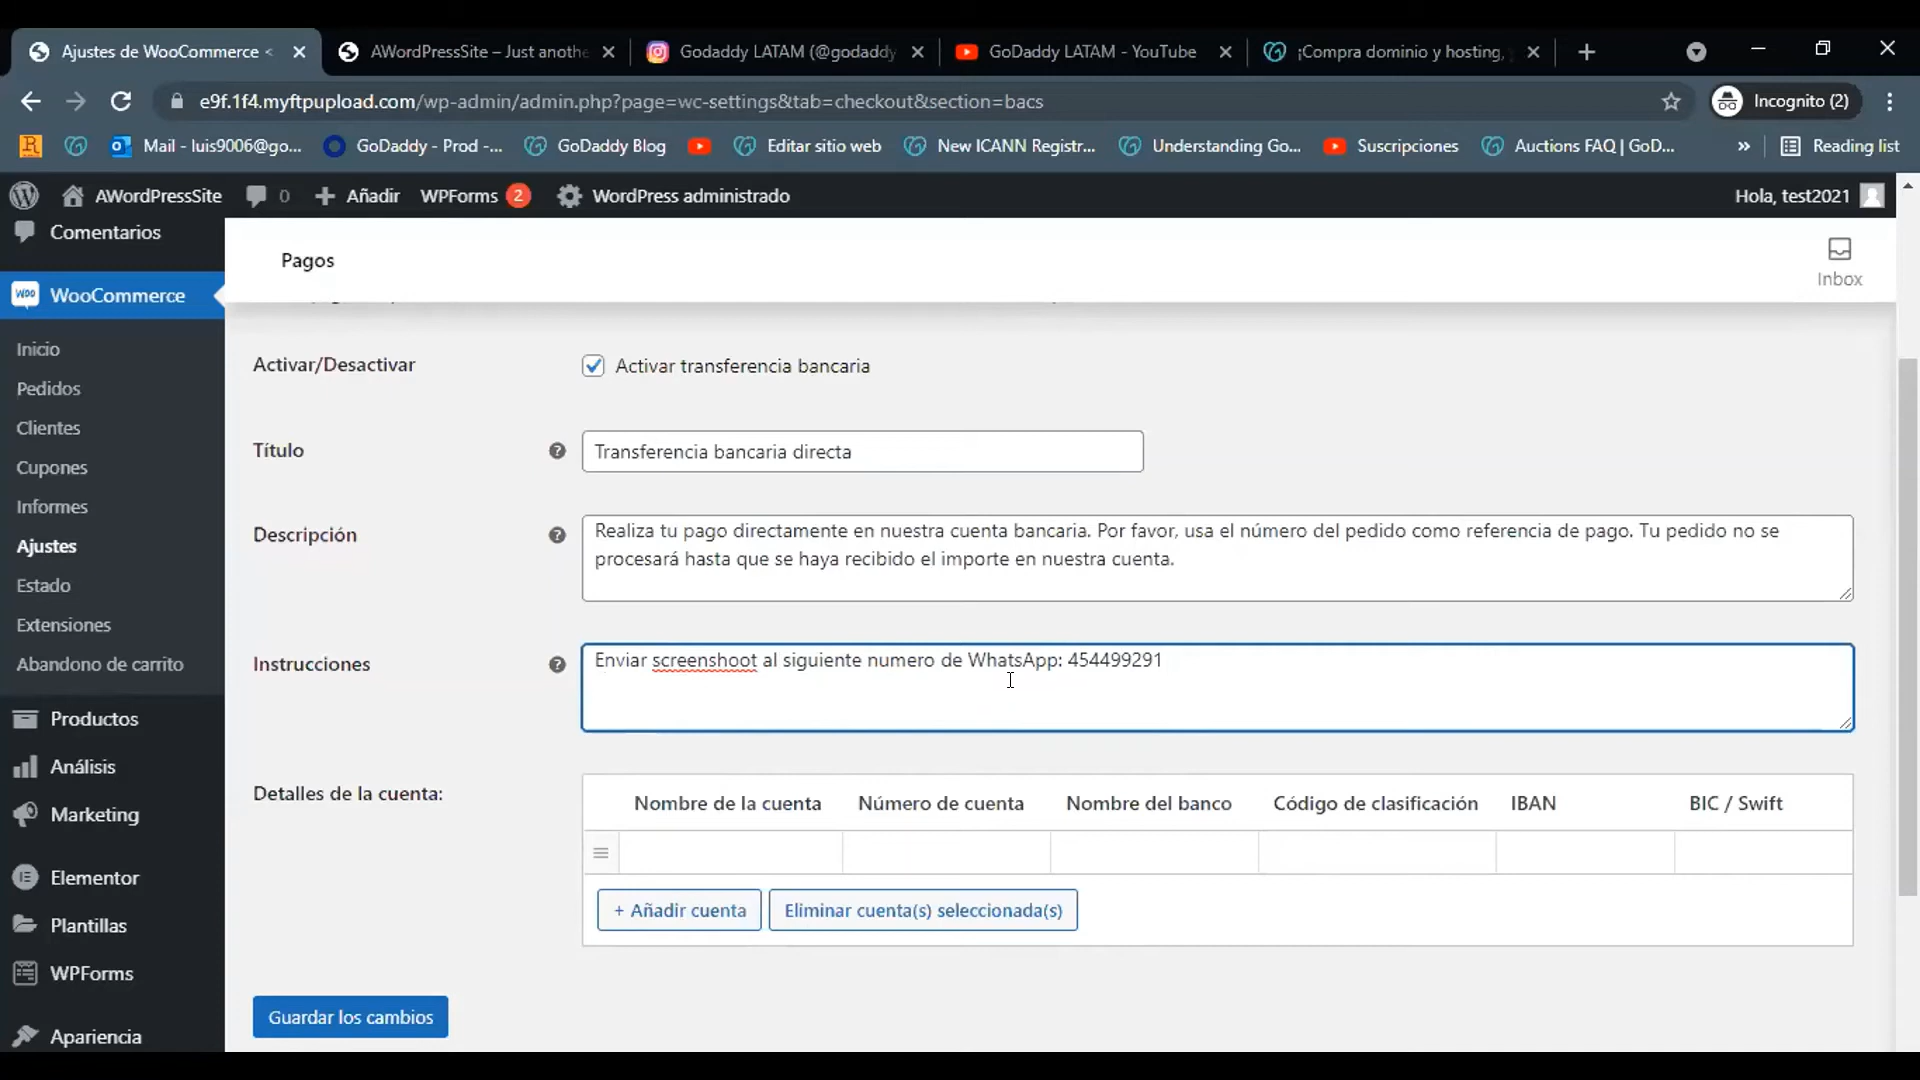 Ajustes de WooCommerce <
AWordPressSite – Just anothe
Godaddy LATAM (@godaddy
GoDaddy LATAM - YouTube
¡Compra dominio y hosting,
e9f.1f4.myftpupload.com/wp-admin/admin.php?page=wc-settings&tab=checkout&section=bacs
Incognito (2)
Mail - luis9006@go...
GoDaddy - Prod -...
GoDaddy Blog
Editar sitio web
New ICANN Registr...
Understanding Go...
Suscripciones
Auctions FAQ | GoD...
»
Reading list
AWordPressSite
0
Añadir
WPForms 2
WordPress administrado
Hola, test2021
Comentarios
WooCommerce
Inicio
Pedidos
Clientes
Cupones
Informes
Ajustes
Estado
Extensiones
Abandono de carrito
Productos
Análisis
Marketing
Elementor
Plantillas
WPForms
Apariencia
Pagos
Inbox
Activar/Desactivar
Activar transferencia bancaria
Título
Transferencia bancaria directa
Descripción
Realiza tu pago directamente en nuestra cuenta bancaria. Por favor, usa el número del pedido como referencia de pago. Tu pedido no se
procesará hasta que se haya recibido el importe en nuestra cuenta.
Instrucciones
Enviar screenshoot al siguiente numero de WhatsApp: 454499291
Detalles de la cuenta:
Nombre de la cuenta Número de cuenta Nombre del banco Código de clasificación IBAN BIC / Swift
+ Añadir cuenta
Eliminar cuenta(s) seleccionada(s)
Guardar los cambios